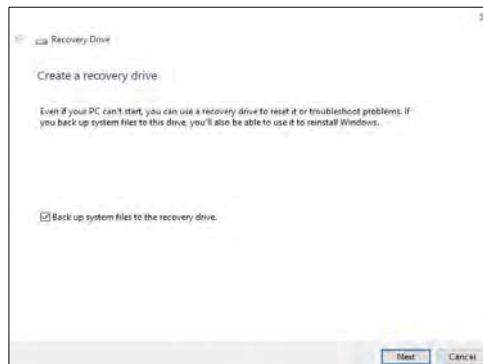 Recovery Drive
Create a recovery drive
Even if your PC can't start, you can use a recovery drive to reset it or troubleshoot problems. If
you back up system files to this drive, you'll also be able to use it to reinstall Windows.
Back up system files to the recovery drive.
Next Cancel